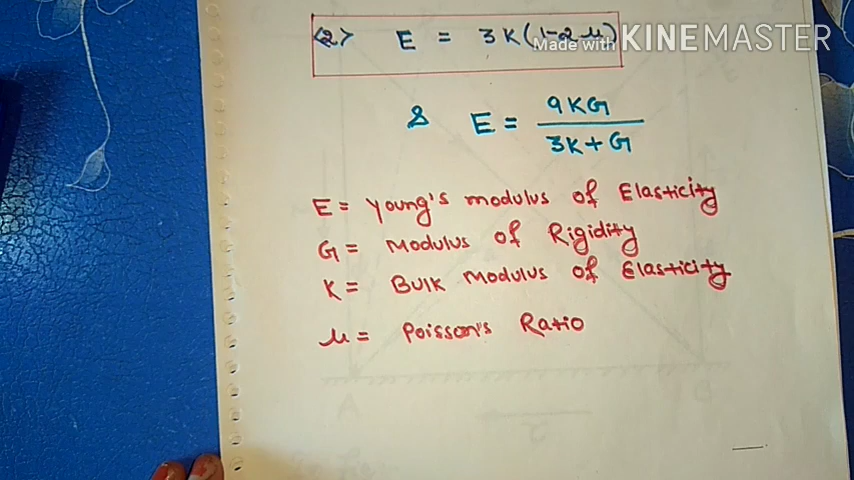 <2> E = 3K(1-2μ)
Made with KINEMASTER
& E = 9KG / 3K+G
E = Young's modulus of Elasticity
G = Modulus of Rigidity
K = Bulk Modulus of Elasticity
μ = Poisson's Ratio